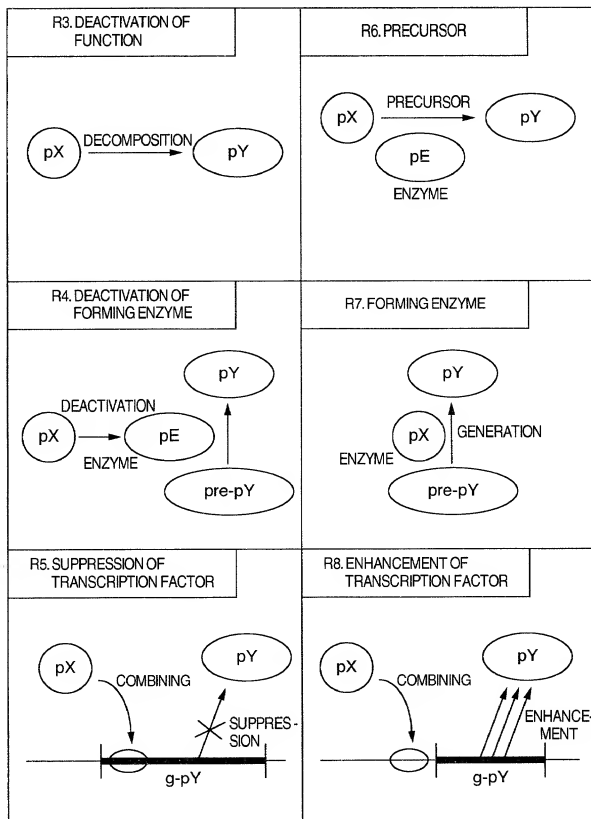 R3. DEACTIVATION OF
FUNCTION
pX
DECOMPOSITION
pY
R6. PRECURSOR
pX
PRECURSOR
pY
pE
ENZYME
R4. DEACTIVATION OF
FORMING ENZYME
pY
DEACTIVATION
pX
pE
ENZYME
pre-pY
R7. FORMING ENZYME
pY
pX
GENERATION
ENZYME
pre-pY
R5. SUPPRESSION OF
TRANSCRIPTION FACTOR
pX
pY
COMBINING
SUPPRES-
SION
g-pY
R8. ENHANCEMENT OF
TRANSCRIPTION FACTOR
pX
pY
COMBINING
ENHANCE-
MENT
g-pY